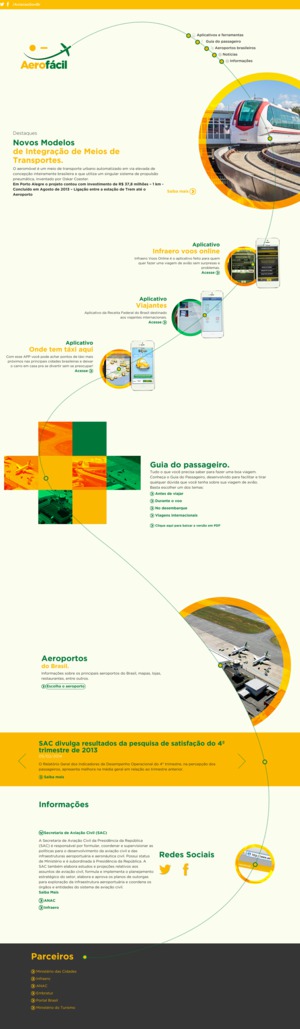 Aplicativos e ferramentas
Guia do passageiro
Aeroportos brasileiros
Notícias
Informações
Aerofácil
Destaques
Novos Modelos
de Integração de Meios de
Transportes.
O aeromóvel é um meio de transporte urbano automatizado em via elevada de
concepção inteiramente brasileira e que utiliza um singular sistema de propulsão
pneumática, inventado por Oskar Coester
Em Porto Alegre o projeto contou com investimento de R$ 37,8 milhões - 1 km -
Concluído em Agosto de 2013 - Ligação entre a estação de Trem até o
Aeroporto
Saiba mais
Aplicativo
Infraero voos online
Infraero Voos Online é o aplicativo feito para quem
quer fazer uma viagem de avião sem surpresas e
problemas.
Acesse
Aplicativo
Viajantes
Aplicativo da Receita Federal do Brasil destinado
aos viajantes internacionais.
Acesse
Aplicativo
Onde tem táxi aqui
Com esse APP você pode achar pontos de táxi mais
próximos nas principais cidades brasileiras e deixar
o carro em casa pra se divertir sem se preocupar!
Acesse
Guia do passageiro.
Tudo o que você precisa saber para fazer uma boa viagem.
Conheça o Guia do Passageiro, desenvolvido para facilitar e tirar
qualquer dúvida que você tenha sobre sua viagem de avião.
Basta escolher um dos temas:
Antes de viajar
Durante o voo
No desembarque
Viagens internacionais
Clique aqui para baixar a versão em PDF
Aeroportos
do Brasil.
Informações sobre os principais aeroportos do Brasil, mapas, lojas,
restaurantes, entre outros.
Escolha o aeroporto
SAC divulga resultados da pesquisa de satisfação do 4º
trimestre de 2013
O Relatório Geral dos Indicadores de Desempenho Operacional do 4º trimestre, na percepção dos
passageiros, apresenta melhora na média geral em relação ao trimestre anterior.
Saiba mais
Informações
Secretaria de Aviação Civil (SAC)
A Secretaria de Aviação Civil da Presidência da República
(SAC) é responsável por formular, coordenar e supervisionar as
políticas para o desenvolvimento da aviação civil e das
infraestruturas aeroportuária e aeronáutica civil. Possui status
de Ministério e é subordinada à Presidência da República. A
SAC também elabora estudos e projeções relativos aos
assuntos de aviação civil, formula e implementa o planejamento
estratégico do setor, elabora e aprova os planos de outorgas
para exploração da infraestrutura aeroportuária e coordena os
órgãos e entidades do sistema de aviação civil.
Saiba Mais
ANAC
Infraero
Redes Sociais
Parceiros
Ministério das Cidades
Infraero
ANAC
Embratur
Portal Brasil
Ministério do Turismo